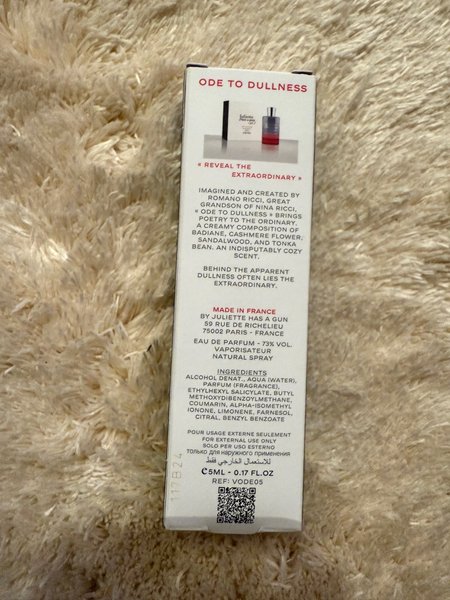 ODE TO DULLNESS
« REVEAL THE
EXTRAORDINARY »
IMAGINED AND CREATED BY
ROMANO RICCI, GREAT
GRANDSON OF NINA RICCI,
« ODE TO DULLNESS » BRINGS
POETRY TO THE ORDINARY.
A CREAMY COMPOSITION OF
BADIANE, CASHMERE FLOWER,
SANDALWOOD, AND TONKA
BEAN. AN INDISPUTABLY COZY
SCENT.
BEHIND THE APPARENT
DULLNESS OFTEN LIES THE
EXTRAORDINARY.
MADE IN FRANCE
BY JULIETTE HAS A GUN
59 RUE DE RICHELIEU
75002 PARIS - FRANCE
EAU DE PARFUM - 73% VOL.
VAPORISATEUR
NATURAL SPRAY
INGREDIENTS
ALCOHOL DENAT., AQUA (WATER),
PARFUM (FRAGRANCE),
ETHYLHEXYL SALICYLATE, BUTYL
METHOXYDIBENZOYLMETHANE,
COUMARIN, ALPHA-ISOMETHYL
IONONE, LIMONENE, FARNESOL,
CITRAL, BENZYL BENZOATE
POUR USAGE EXTERNE SEULEMENT
FOR EXTERNAL USE ONLY
SOLO PER USO ESTERNO
только для наружного применения
للاستعمال الخارجي فقط
5ML - 0.17 FL.OZ
REF: VODE05
117B24